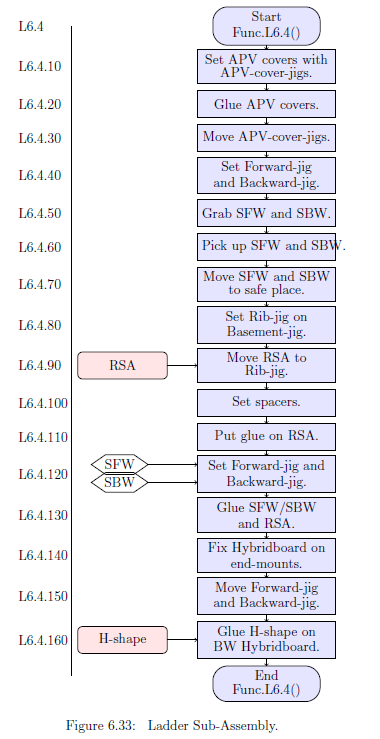 L6.4
Start
Func.L6.4()
L6.4.10
Set APV covers with
APV-cover-jigs.
L6.4.20
Glue APV covers.
L6.4.30
Move APV-cover-jigs.
L6.4.40
Set Forward-jig
and Backward-jig.
L6.4.50
Grab SFW and SBW.
L6.4.60
Pick up SFW and SBW.
L6.4.70
Move SFW and SBW
to safe place.
L6.4.80
Set Rib-jig on
Basement-jig.
L6.4.90
RSA
Move RSA to
Rib-jig.
L6.4.100
Set spacers.
L6.4.110
Put glue on RSA.
L6.4.120
SFW
SBW
Set Forward-jig and
Backward-jig.
L6.4.130
Glue SFW/SBW
and RSA.
L6.4.140
Fix Hybridboard on
end-mounts.
L6.4.150
Move Forward-jig
and Backward-jig.
L6.4.160
H-shape
Glue H-shape on
BW Hybridboard.
End
Func.L6.4()
Figure 6.33: Ladder Sub-Assembly.